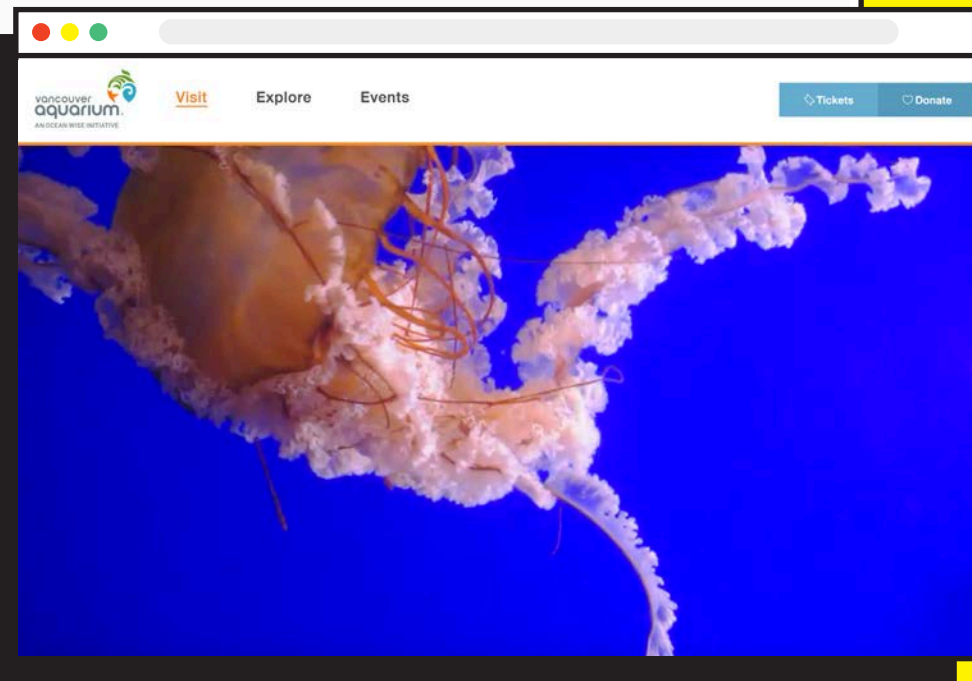 vancouver
aquarium.
AN OCEAN WISE INITIATIVE
Visit
Explore
Events
Tickets
Donate